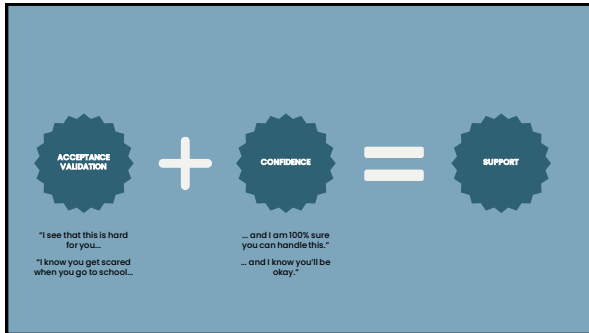 ACCEPTANCE
VALIDATION
CONFIDENCE
SUPPORT
"I see that this is hard
for you...
"I know you get scared
when you go to school...
... and I am 100% sure
you can handle this."
... and I know you'll be
okay."